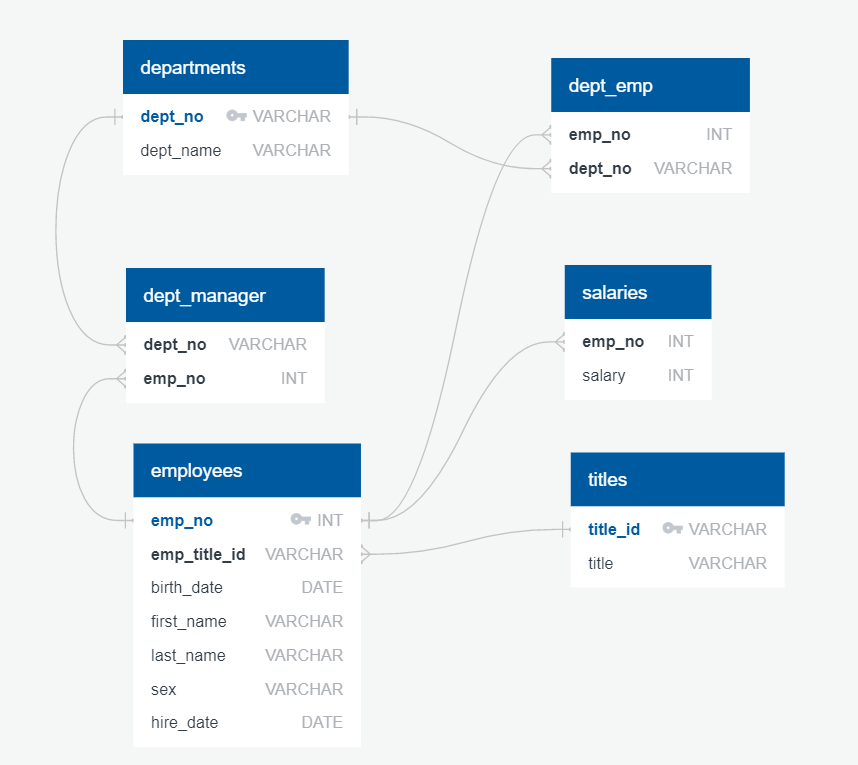 departments
dept_no VARCHAR
dept_name VARCHAR
dept_emp
emp_no INT
dept_no VARCHAR
dept_manager
dept_no VARCHAR
emp_no INT
salaries
emp_no INT
salary INT
employees
emp_no INT
emp_title_id VARCHAR
birth_date DATE
first_name VARCHAR
last_name VARCHAR
sex VARCHAR
hire_date DATE
titles
title_id VARCHAR
title VARCHAR